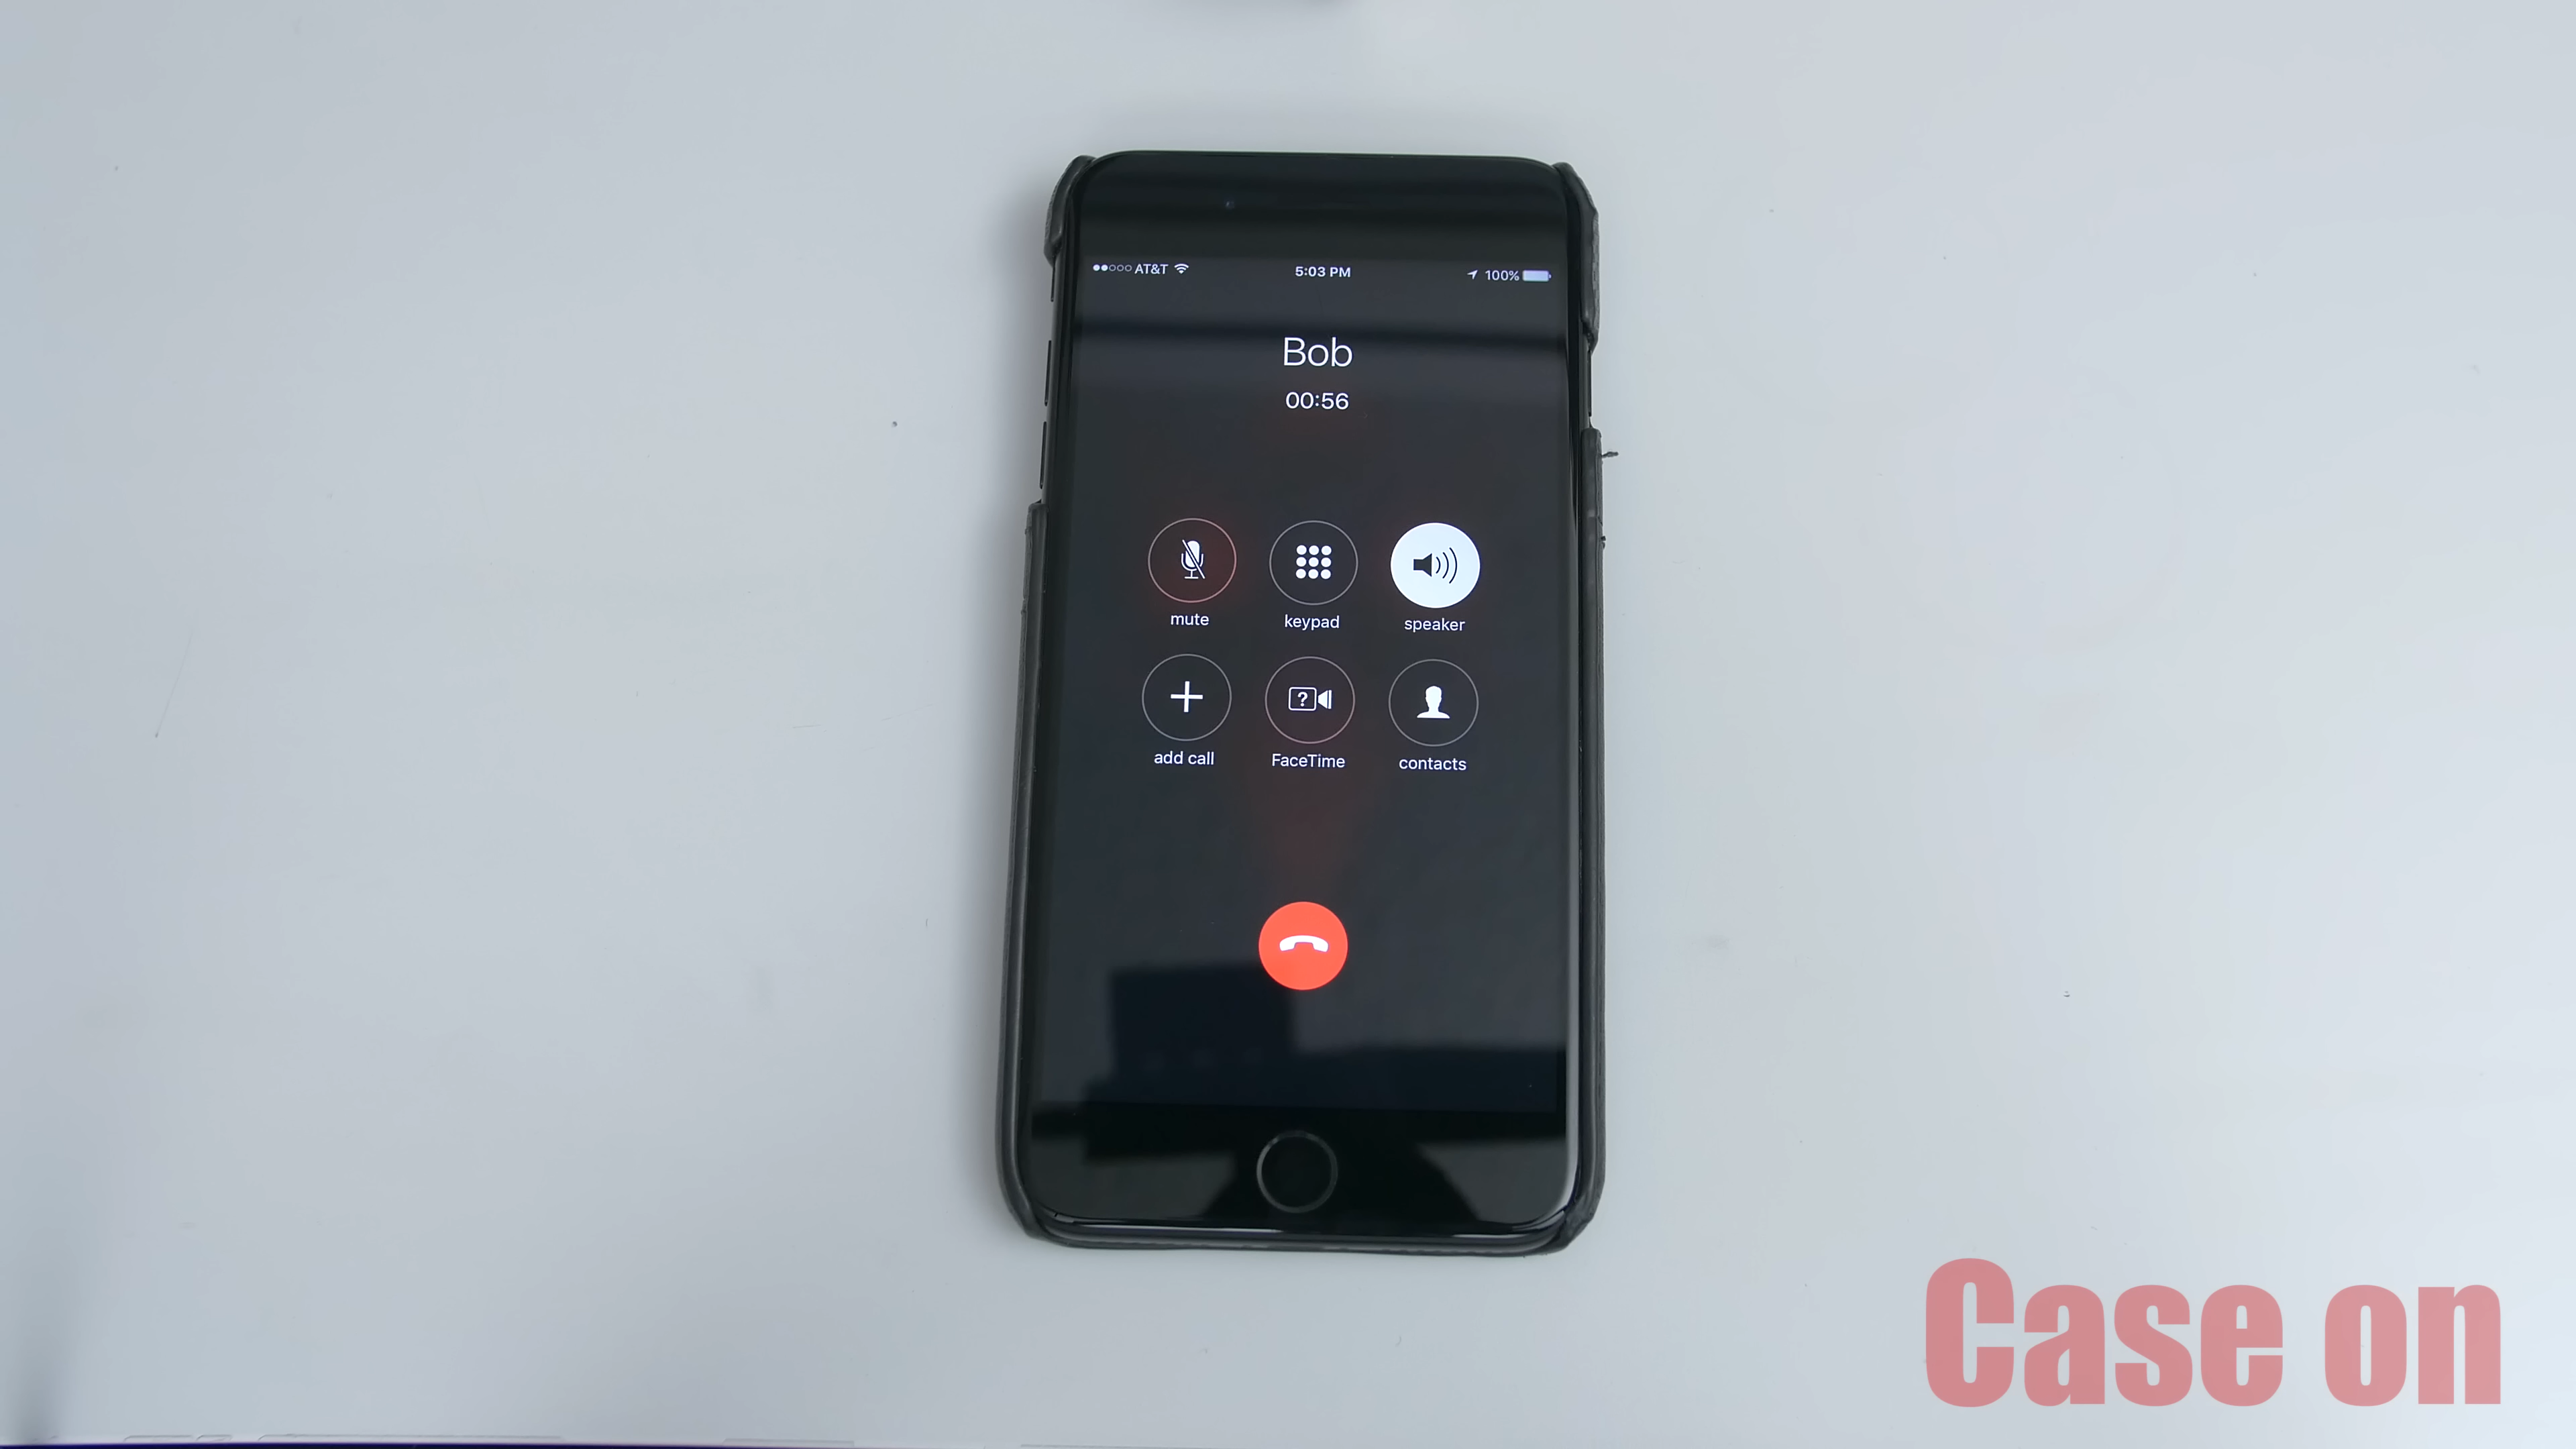 AT&T 5:03 PM 100%
Bob
00:56
mute keypad speaker
?
add call FaceTime contacts
Case on